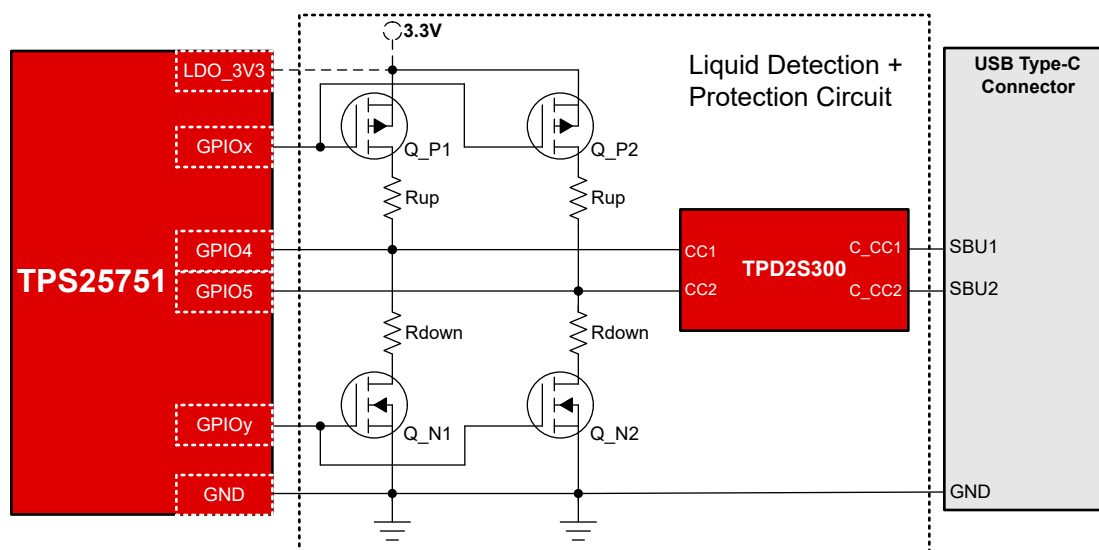 3.3V
LDO_3V3
GPIOx
GPIO4
TPS25751
GPIO5
GPIOy
GND
Q_P1
Q_P2
Rup
Rup
Rdown
Rdown
Q_N1
Q_N2
Liquid Detection +
Protection Circuit
CC1
CC2
TPD2S300
C_CC1
C_CC2
USB Type-C
Connector
SBU1
SBU2
GND